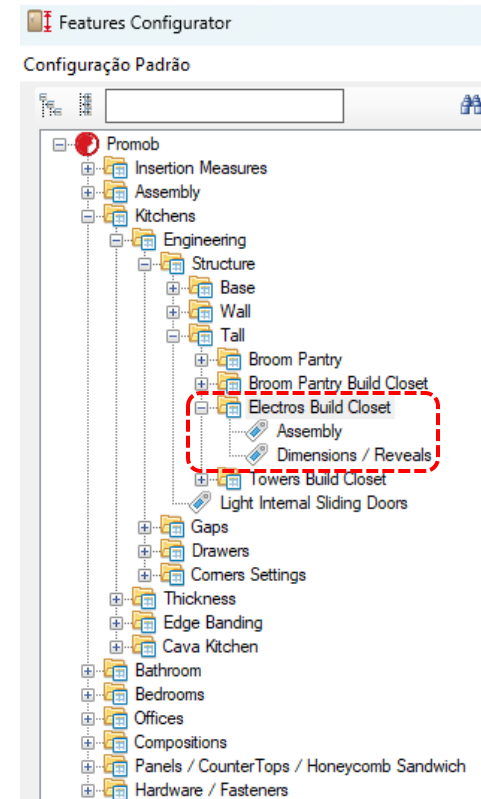 Features Configurator
Configuração Padrão
Promob
Insertion Measures
Assembly
Kitchens
Engineering
Structure
Base
Wall
Tall
Broom Pantry
Broom Pantry Build Closet
Electros Build Closet
Assembly
Dimensions / Reveals
Towers Build Closet
Light Internal Sliding Doors
Gaps
Drawers
Corners Settings
Thickness
Edge Banding
Cava Kitchen
Bathroom
Bedrooms
Offices
Compositions
Panels / CounterTops / Honeycomb Sandwich
Hardware / Fasteners